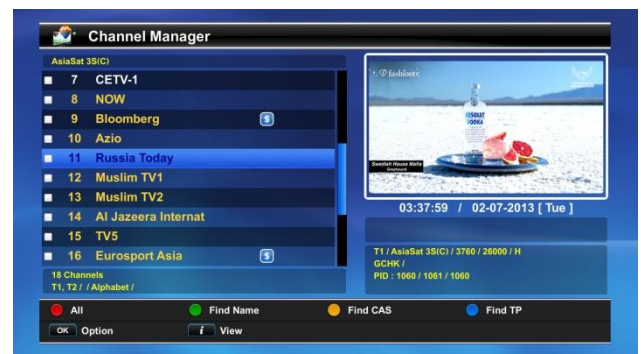 Channel Manager
AsiaSat 3S(C)
7 CETV-1
8 NOW
9 Bloomberg $
10 Azio
11 Russia Today
12 Muslim TV1
13 Muslim TV2
14 Al Jazeera Internat
15 TV5
16 Eurosport Asia $
18 Channels
T1, T2 / / Alphabet /
fashiontv
ABSOLUT
VODKA
Swedish House Mafia
Greyhound
03:37:59 / 02-07-2013 [ Tue ]
T1 / AsiaSat 3S(C) / 3760 / 26000 / H
GCHK /
PID : 1060 / 1061 / 1060
All
Find Name
Find CAS
Find TP
OK Option
i View